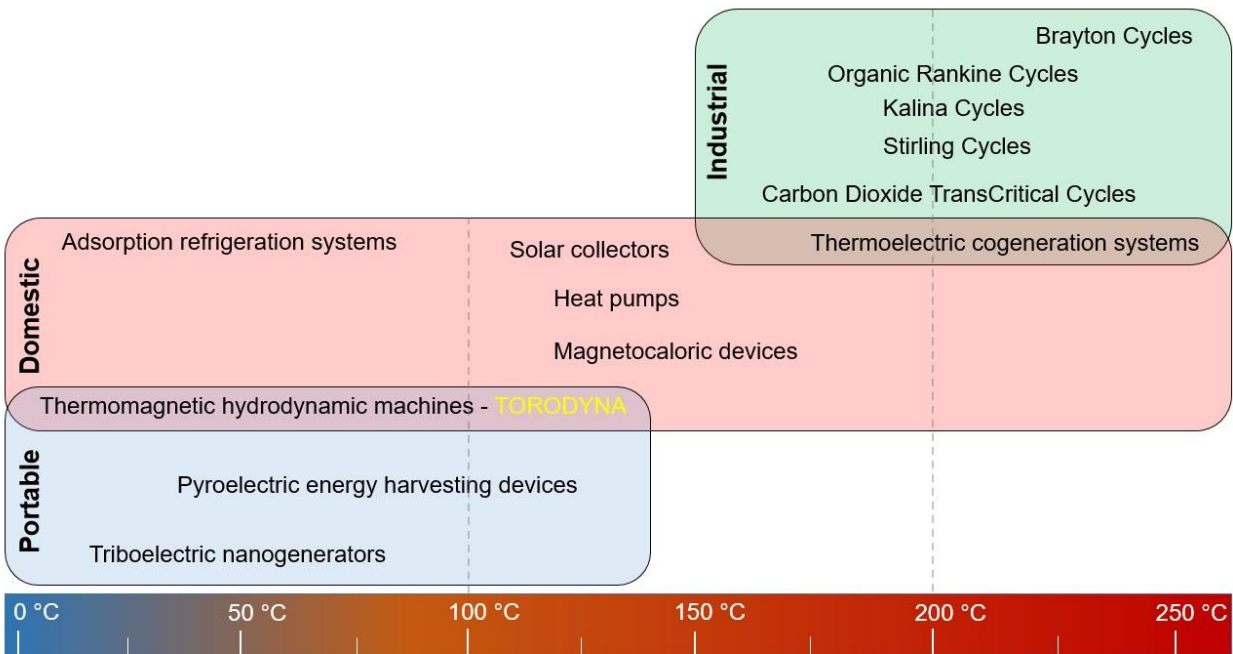 Industrial
Brayton Cycles
Organic Rankine Cycles
Kalina Cycles
Stirling Cycles
Carbon Dioxide TransCritical Cycles
Thermoelectric cogeneration systems
Domestic
Adsorption refrigeration systems
Solar collectors
Heat pumps
Magnetocaloric devices
Thermomagnetic hydrodynamic machines - TORODYNA
Portable
Pyroelectric energy harvesting devices
Triboelectric nanogenerators
0 °C 50 °C 100 °C 150 °C 200 °C 250 °C